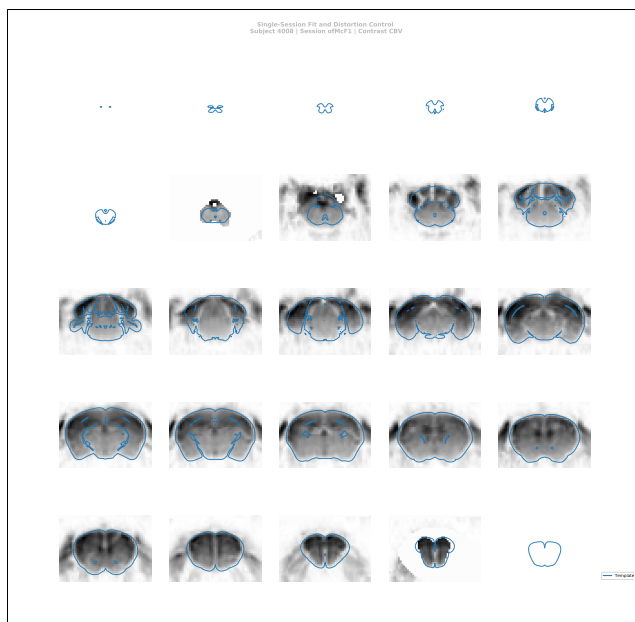 Single-Session Fit and Distortion Control
Subject 4008 | Session ofMcF1 | Contrast CBV
Template